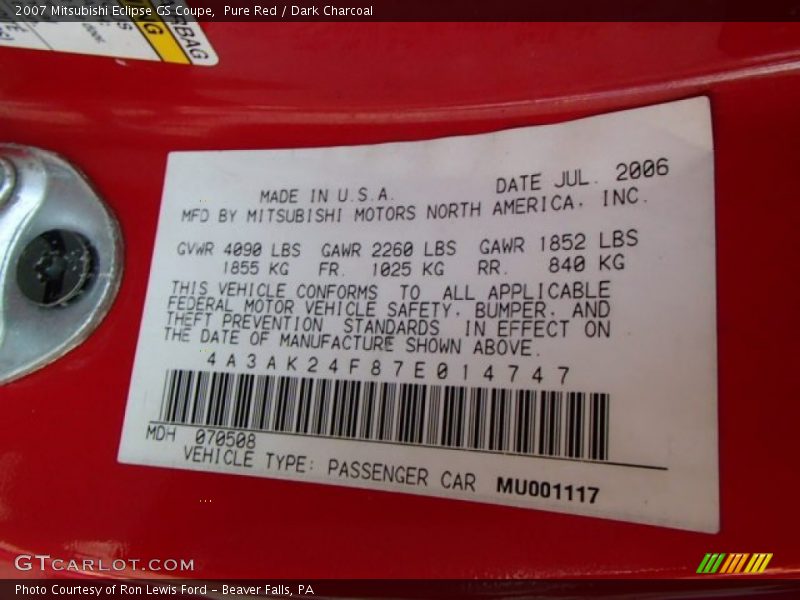 2007 Mitsubishi Eclipse GS Coupe, Pure Red / Dark Charcoal
AIRBAG
MADE IN U.S.A. DATE JUL. 2006
MFD BY MITSUBISHI MOTORS NORTH AMERICA, INC.
GVWR 4090 LBS GAWR 2260 LBS GAWR 1852 LBS
1855 KG FR. 1025 KG RR. 840 KG
THIS VEHICLE CONFORMS TO ALL APPLICABLE
FEDERAL MOTOR VEHICLE SAFETY, BUMPER, AND
THEFT PREVENTION STANDARDS IN EFFECT ON
THE DATE OF MANUFACTURE SHOWN ABOVE.
4A3AK24F87E014747
MDH 070508
VEHICLE TYPE: PASSENGER CAR MU001117
GTCARLOT.COM
Photo Courtesy of Ron Lewis Ford - Beaver Falls, PA